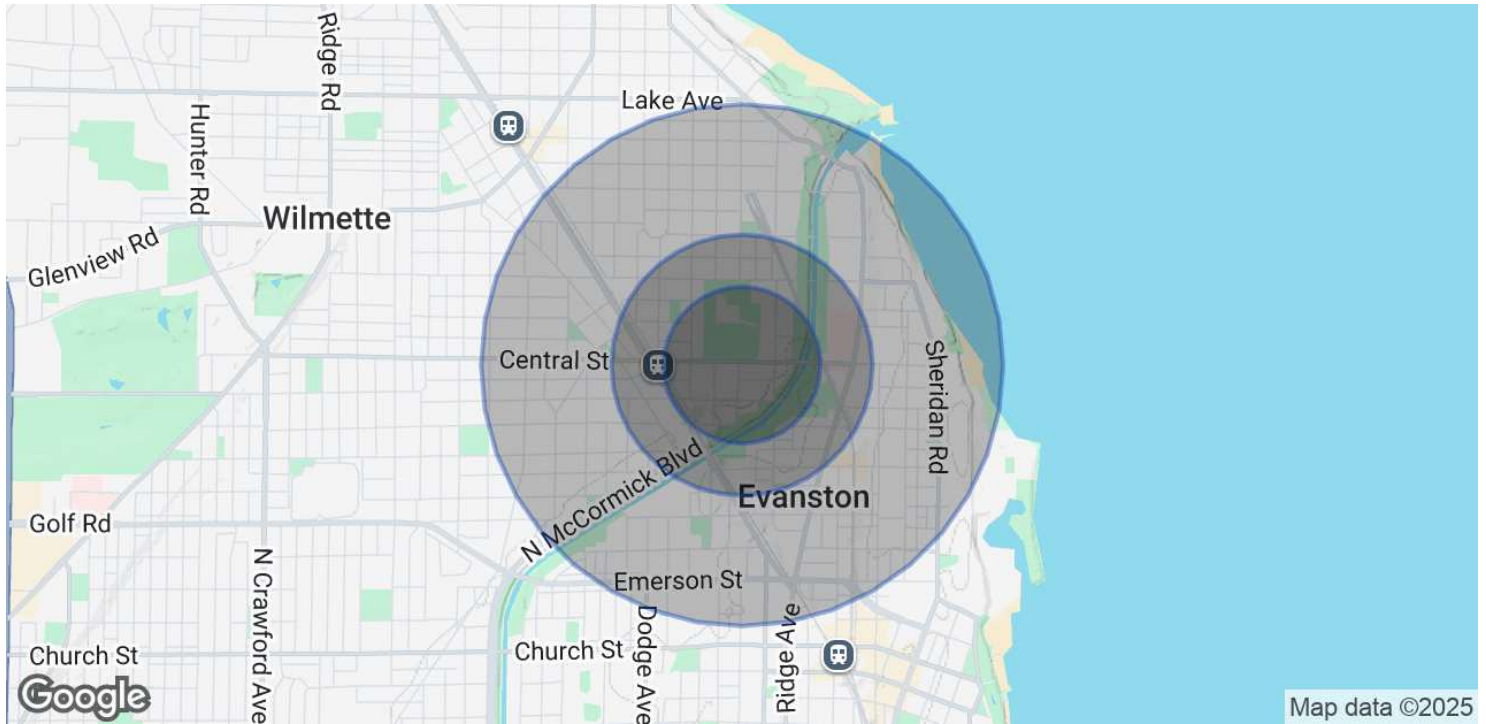 Ridge Rd
Lake Ave
Hunter Rd
Wilmette
Glenview Rd
Central St
Sheridan Rd
N McCormick Blvd
Evanston
Golf Rd
N Crawford Ave
Emerson St
Dodge Ave
Ridge Ave
Church St
Church St
Google
Map data ©2025